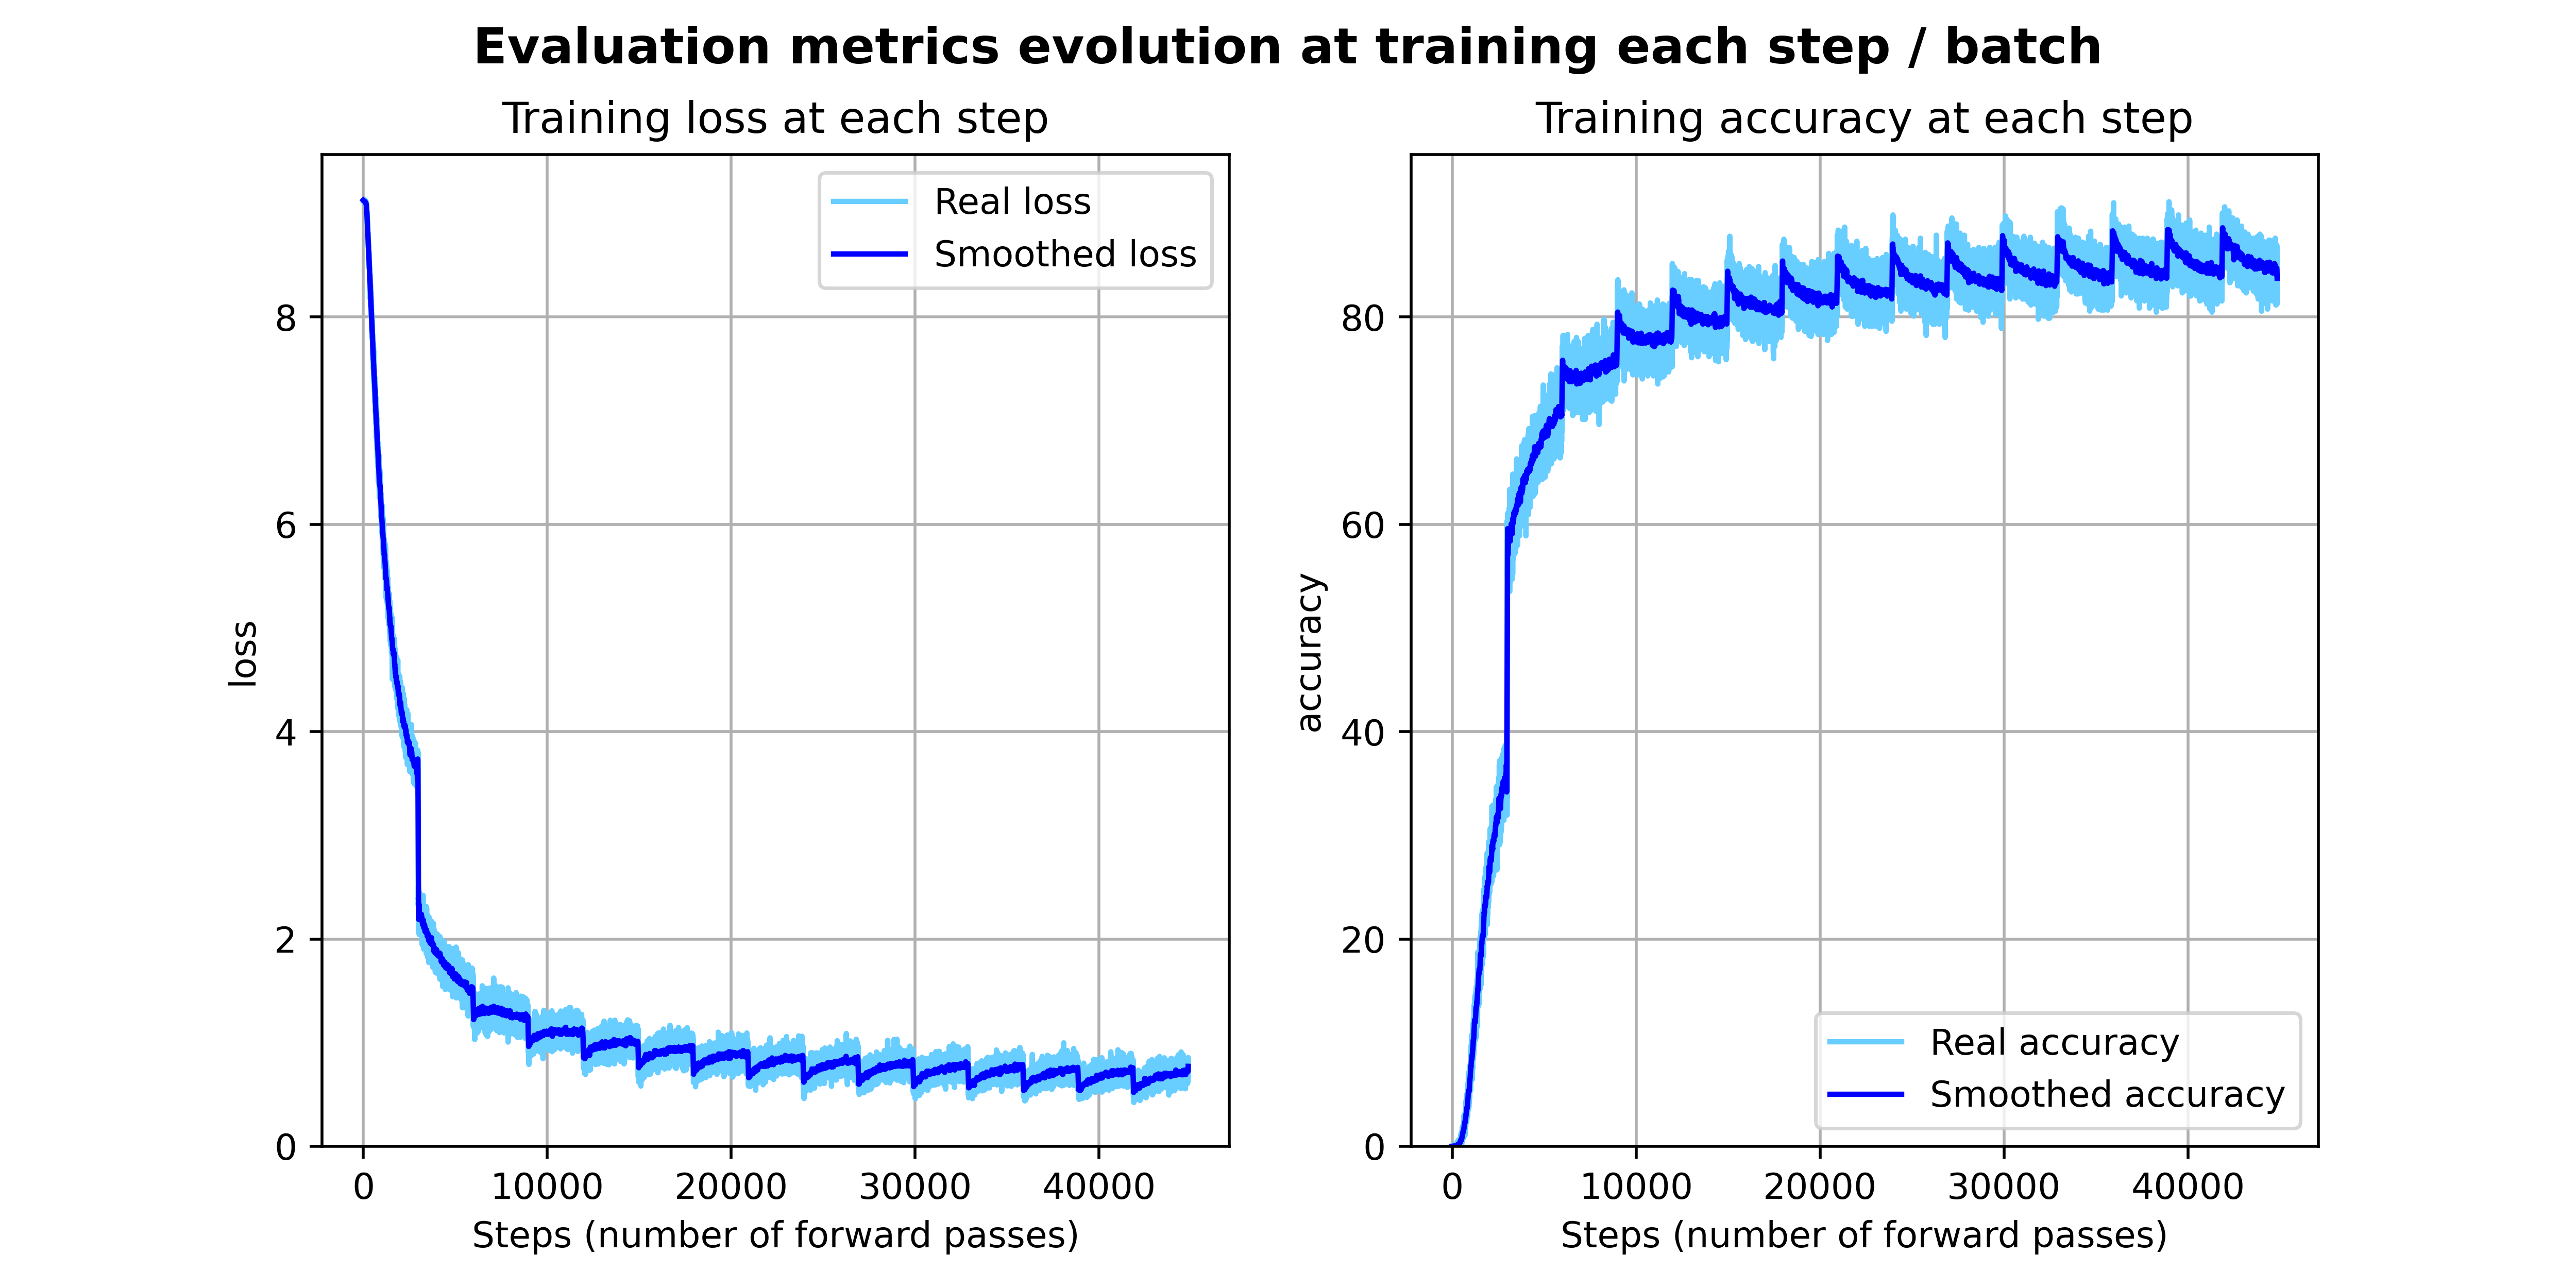 Evaluation metrics evolution at training each step / batch
Training loss at each step
Real loss
Smoothed loss
loss
8
6
4
2
0
0 10000 20000 30000 40000
Steps (number of forward passes)
Training accuracy at each step
accuracy
80
60
40
20
0
Real accuracy
Smoothed accuracy
0 10000 20000 30000 40000
Steps (number of forward passes)